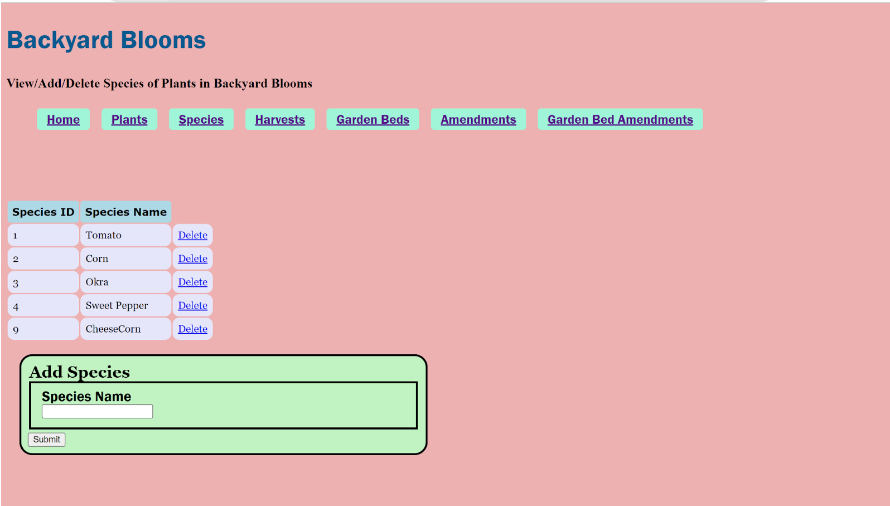 Backyard Blooms
View/Add/Delete Species of Plants in Backyard Blooms
Home Plants Species Harvests Garden Beds Amendments Garden Bed Amendments
Species ID Species Name
1 Tomato Delete
2 Corn Delete
3 Okra Delete
4 Sweet Pepper Delete
9 CheeseCorn Delete
Add Species
Species Name
Submit